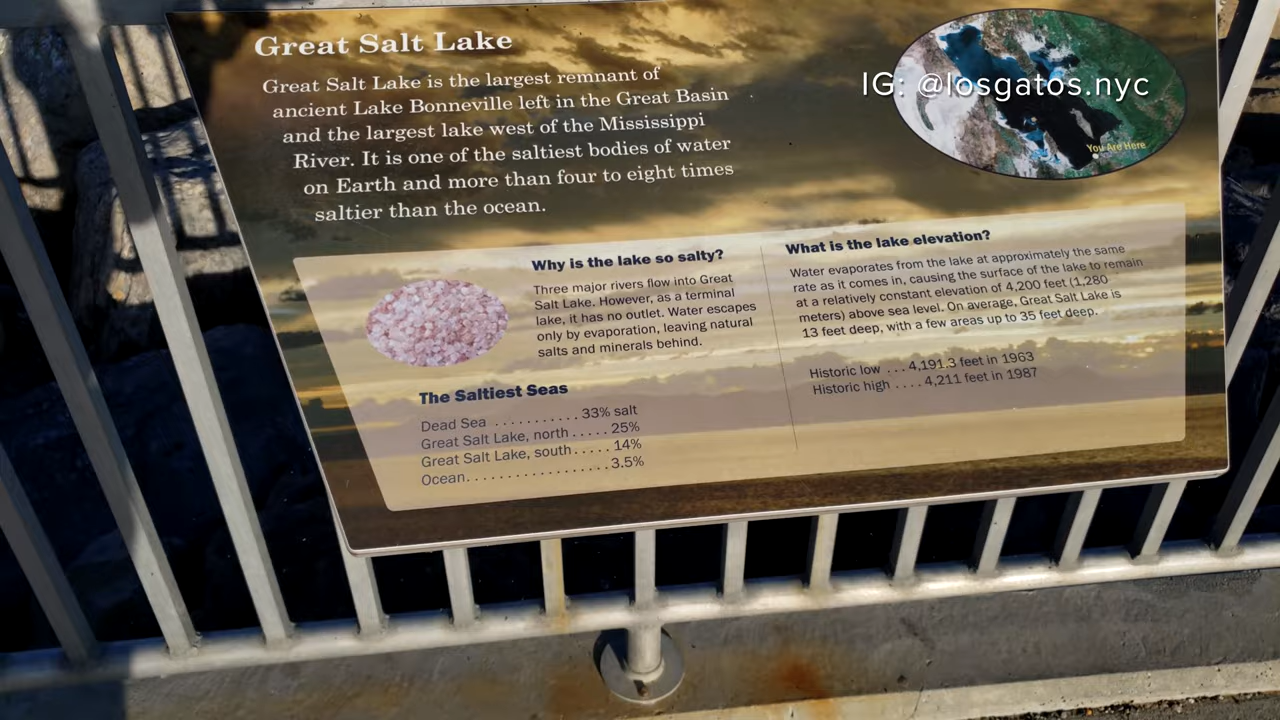 Great Salt Lake
Great Salt Lake is the largest remnant of
ancient Lake Bonneville left in the Great Basin
and the largest lake west of the Mississippi
River. It is one of the saltiest bodies of water
on Earth and more than four to eight times
saltier than the ocean.
IG: @losgatos.nyc
You Are Here
Why is the lake so salty?
Three major rivers flow into Great
Salt Lake. However, as a terminal
lake, it has no outlet. Water escapes
only by evaporation, leaving natural
salts and minerals behind.
The Saltiest Seas
Dead Sea . . . . . . . . . . 33% salt
Great Salt Lake, north . . . . . 25%
Great Salt Lake, south . . . . . 14%
Ocean. . . . . . . . . . . . . . . . 3.5%
What is the lake elevation?
Water evaporates from the lake at approximately the same
rate as it comes in, causing the surface of the lake to remain
at a relatively constant elevation of 4,200 feet (1,280
meters) above sea level. On average, Great Salt Lake is
13 feet deep, with a few areas up to 35 feet deep.
Historic low . . . 4,191.3 feet in 1963
Historic high . . . . 4,211 feet in 1987